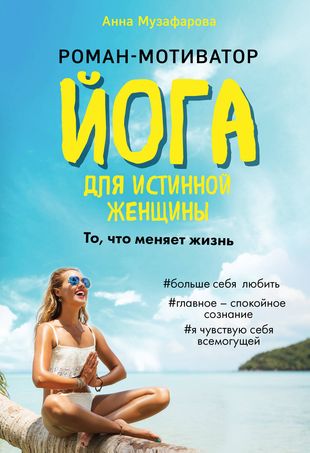 Анна Музафарова
РОМАН-МОТИВАТОР
ЙОГА
ДЛЯ ИСТИННОЙ
ЖЕНЩИНЫ
То, что меняет жизнь
#больше себя любить
#главное – спокойное
сознание
#я чувствую себя
всемогущей